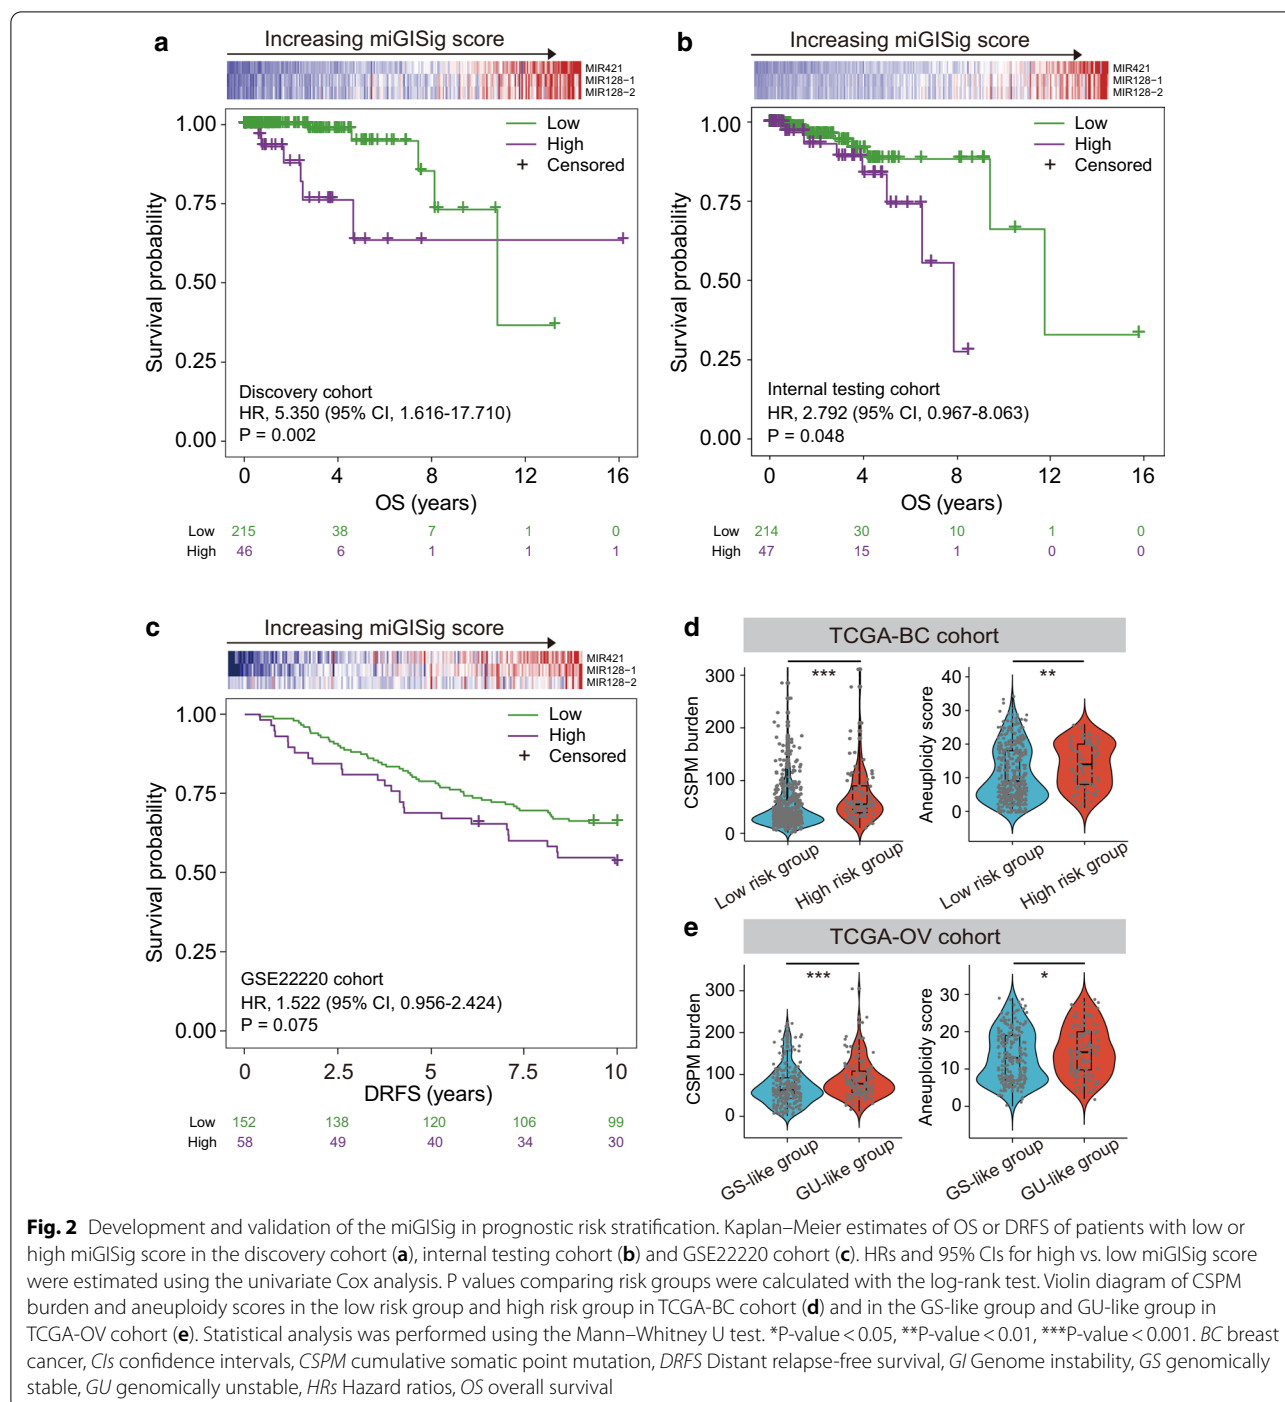 a
Increasing miGISig score
MIR421
MIR128−1
MIR128−2
1.00
0.75
0.50
0.25
0.00
Survival probability
Low
High
Censored
Discovery cohort
HR, 5.350 (95% CI, 1.616-17.710)
P = 0.002
0 4 8 12 16
OS (years)
Low 215 38 7 1 0
High 46 6 1 1 1
b
Increasing miGISig score
MIR421
MIR128−1
MIR128−2
1.00
0.75
0.50
0.25
0.00
Survival probability
Low
High
Censored
Internal testing cohort
HR, 2.792 (95% CI, 0.967-8.063)
P = 0.048
0 4 8 12 16
OS (years)
Low 214 30 10 1 0
High 47 15 1 0 0
c
Increasing miGISig score
MIR421
MIR128−1
MIR128−2
1.00
0.75
0.50
0.25
0.00
Survival probability
Low
High
Censored
GSE22220 cohort
HR, 1.522 (95% CI, 0.956-2.424)
P = 0.075
0 2.5 5 7.5 10
DRFS (years)
Low 152 138 120 106 99
High 58 49 40 34 30
d
TCGA-BC cohort
CSPM burden
300
200
100
0
***
Low risk group
High risk group
Aneuploidy score
40
30
20
10
0
**
Low risk group
High risk group
e
TCGA-OV cohort
CSPM burden
300
200
100
0
***
GS-like group
GU-like group
Aneuploidy score
30
20
10
0
*
GS-like group
GU-like group
Fig. 2 Development and validation of the miGISig in prognostic risk stratification. Kaplan–Meier estimates of OS or DRFS of patients with low or
high miGISig score in the discovery cohort (a), internal testing cohort (b) and GSE22220 cohort (c). HRs and 95% CIs for high vs. low miGISig score
were estimated using the univariate Cox analysis. P values comparing risk groups were calculated with the log-rank test. Violin diagram of CSPM
burden and aneuploidy scores in the low risk group and high risk group in TCGA-BC cohort (d) and in the GS-like group and GU-like group in
TCGA-OV cohort (e). Statistical analysis was performed using the Mann–Whitney U test. *P-value < 0.05, **P-value < 0.01, ***P-value < 0.001. BC breast
cancer, CIs confidence intervals, CSPM cumulative somatic point mutation, DRFS Distant relapse-free survival, GI Genome instability, GS genomically
stable, GU genomically unstable, HRs Hazard ratios, OS overall survival